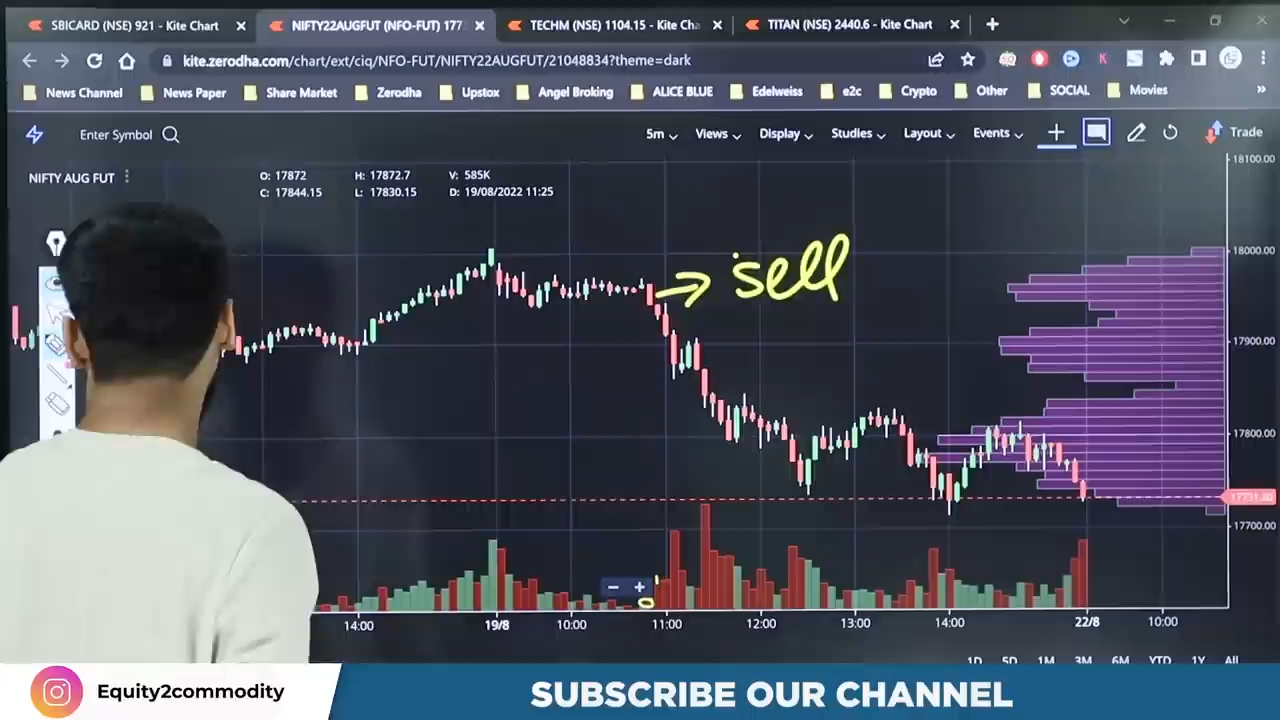 SBICARD (NSE) 921 - Kite Chart
NIFTY22AUGFUT (NFO-FUT) 177
TECHM (NSE) 1104.15 - Kite Cha
TITAN (NSE) 2440.6 - Kite Chart
kite.zerodha.com/chart/ext/ciq/NFO-FUT/NIFTY22AUGFUT/21048834?theme=dark
News Channel News Paper Share Market Zerodha Upstox Angel Broking ALICE BLUE Edelweiss e2c Crypto Other SOCIAL Movies »
Enter Symbol 5m Views Display Studies Layout Events Trade
NIFTY AUG FUT
O: 17872 H: 17872.7 V: 585K
C: 17844.15 L: 17830.15 D: 19/08/2022 11:25
18100.00
18000.00
17900.00
17800.00
17731.80
17700.00
sell
14:00 19/8 10:00 11:00 12:00 13:00 14:00 22/8 10:00
1D 5D 1M 3M 6M YTD 1Y All
Equity2commodity
SUBSCRIBE OUR CHANNEL